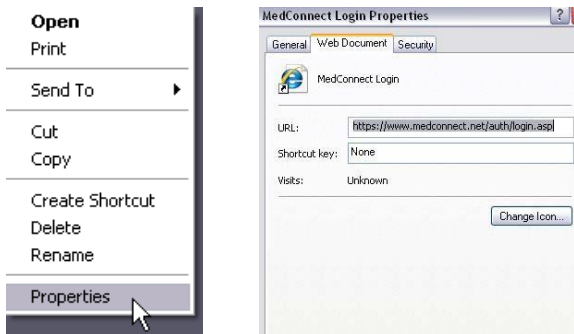 Open
Print
Send To
Cut
Copy
Create Shortcut
Delete
Rename
Properties
MedConnect Login Properties
?
General Web Document Security
MedConnect Login
URL: https://www.medconnect.net/auth/login.asp
Shortcut key: None
Visits: Unknown
Change Icon...